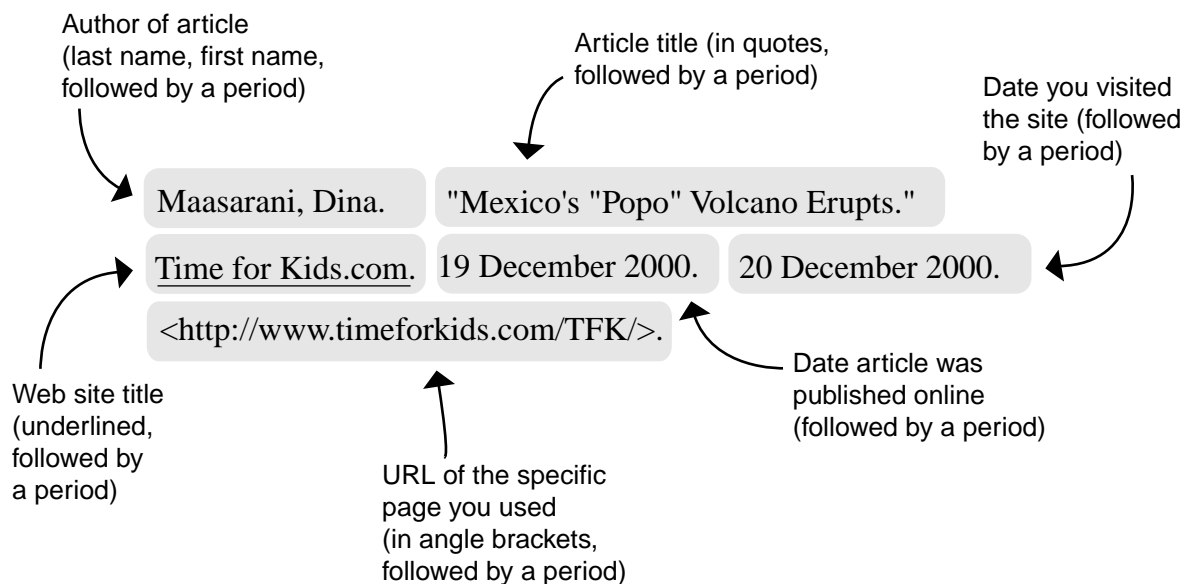 Author of article
(last name, first name,
followed by a period)
Article title (in quotes,
followed by a period)
Date you visited
the site (followed
by a period)
Maasarani, Dina. "Mexico's "Popo" Volcano Erupts."
Time for Kids.com. 19 December 2000. 20 December 2000.
<http://www.timeforkids.com/TFK/>.
Web site title
(underlined,
followed by
a period)
URL of the specific
page you used
(in angle brackets,
followed by a period)
Date article was
published online
(followed by a period)